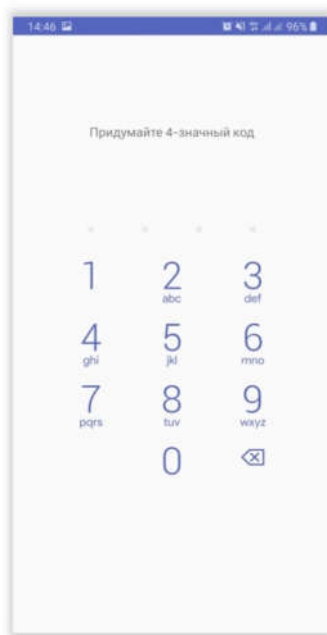 14:46 96%
Придумайте 4-значный код
1 2 3
abc def
4 5 6
ghi jkl mno
7 8 9
pqrs tuv wxyz
0